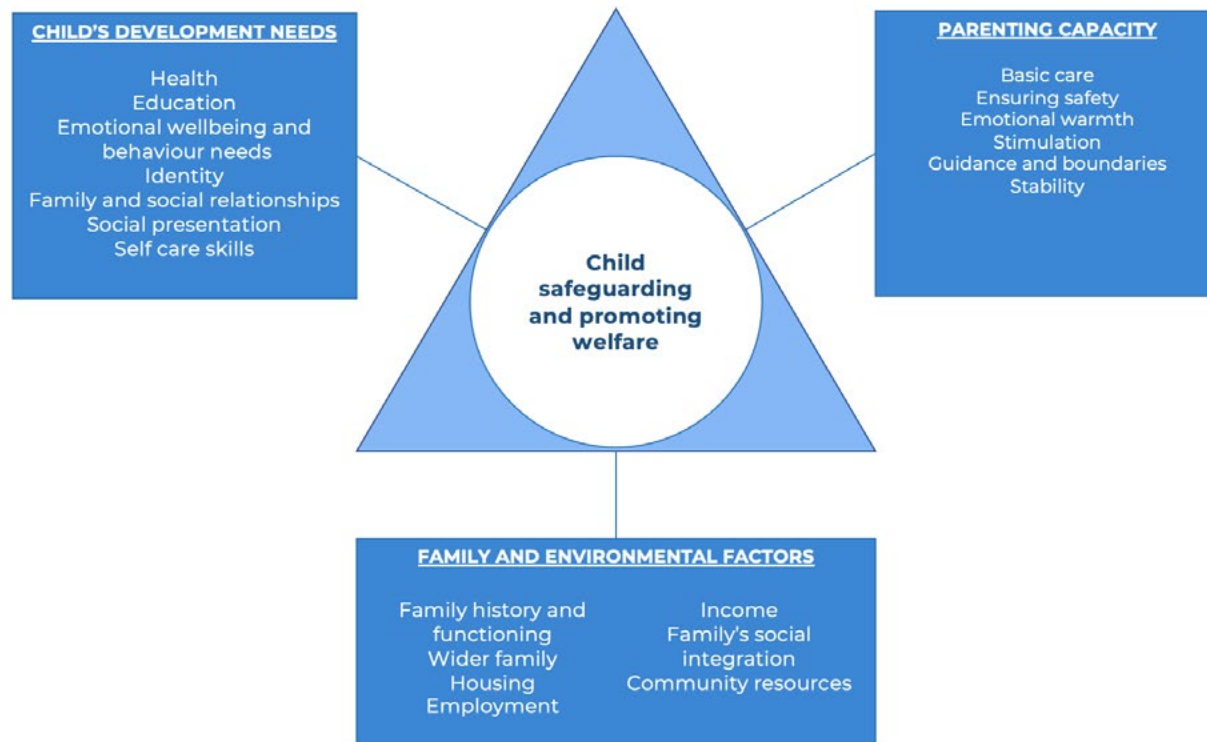 CHILD'S DEVELOPMENT NEEDS
Health
Education
Emotional wellbeing and
behaviour needs
Identity
Family and social relationships
Social presentation
Self care skills
PARENTING CAPACITY
Basic care
Ensuring safety
Emotional warmth
Stimulation
Guidance and boundaries
Stability
Child
safeguarding
and promoting
welfare
FAMILY AND ENVIRONMENTAL FACTORS
Family history and
functioning
Wider family
Housing
Employment
Income
Family's social
integration
Community resources